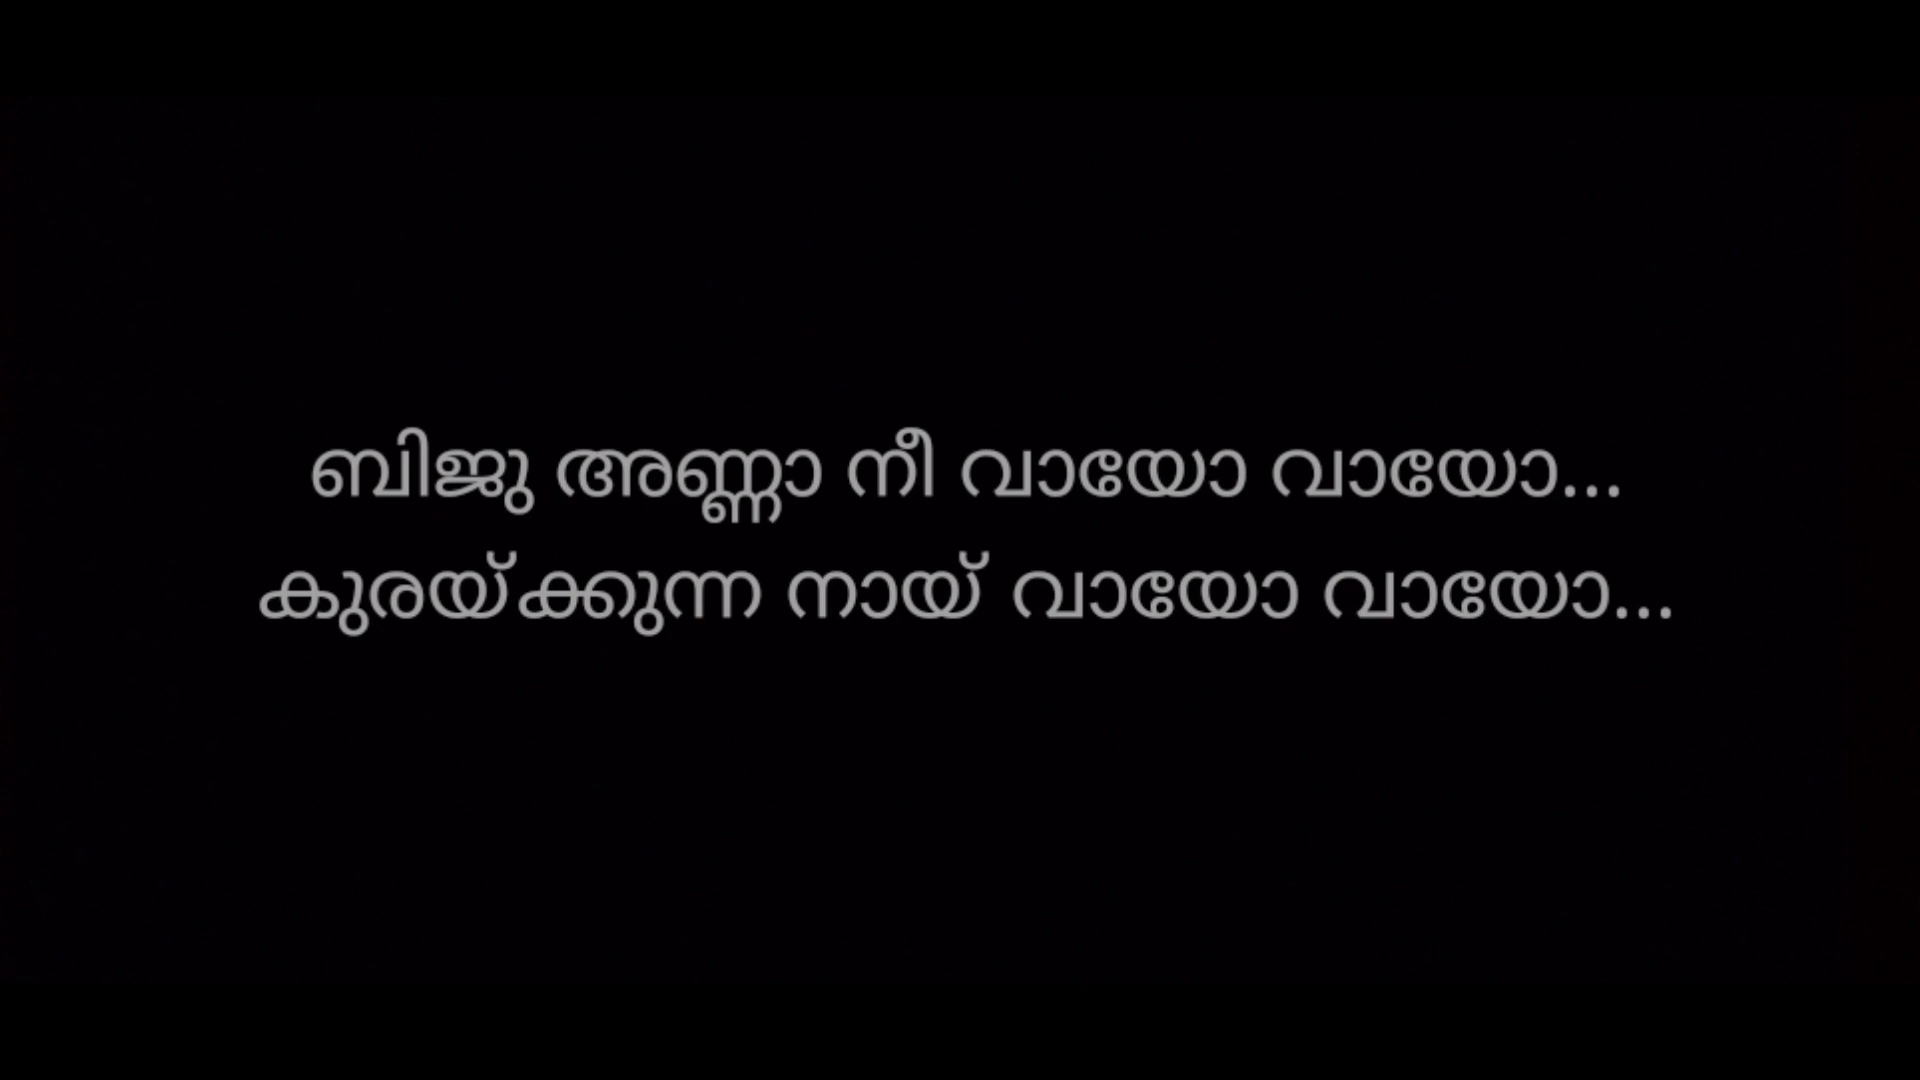 ബിജു അണ്ണാ നീ വായോ വായോ...
കുരയ്ക്കുന്ന നായ് വായോ വായോ...